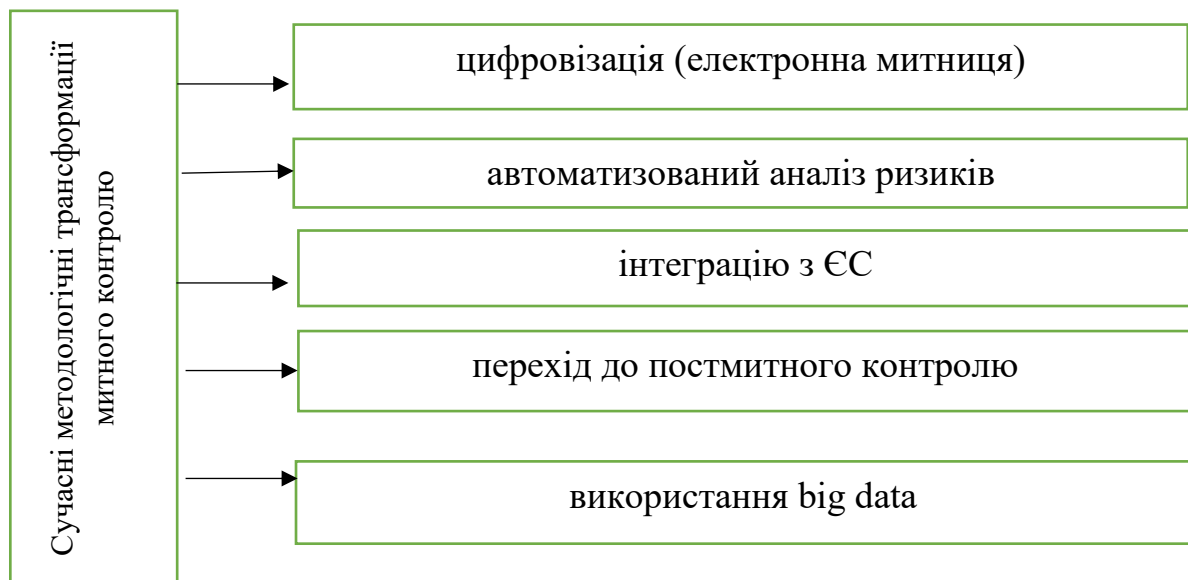 Сучасні методологічні трансформації
митного контролю
цифровізація (електронна митниця)
автоматизований аналіз ризиків
інтеграцію з ЄС
перехід до постмитного контролю
використання big data